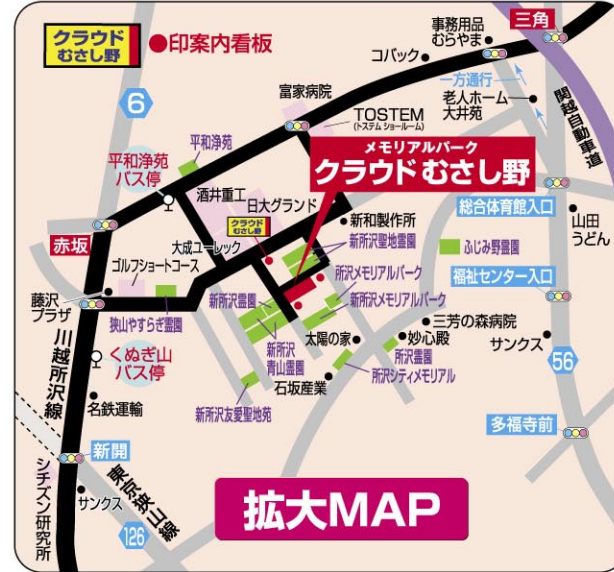 クラウド
むさし野
●印案内看板
三角
事務用品
むらやま
コバック
一方通行
関越自動車道
6
富家病院
老人ホーム
大井苑
TOSTEM
(トステム ショールーム)
平和浄苑
平和浄苑
バス停
メモリアルパーク
クラウド むさし野
酒井重工
日大グランド
クラウド
むさし野
総合体育館入口
山田
うどん
赤坂
新和製作所
大成ユーレック
新所沢聖地霊園
ふじみ野霊園
ゴルフショートコース
所沢メモリアルパーク
福祉センター入口
藤沢
プラザ
新所沢霊園
新所沢メモリアルパーク
狭山やすらぎ霊園
三芳の森病院
太陽の家
妙心殿
サンクス
川越所沢線
新所沢
青山霊園
所沢霊園
くぬぎ山
バス停
所沢シティメモリアル
56
石坂産業
名鉄運輸
新所沢友愛聖地苑
多福寺前
新開
シチズン研究所
サンクス
東京狭山線
126
拡大MAP